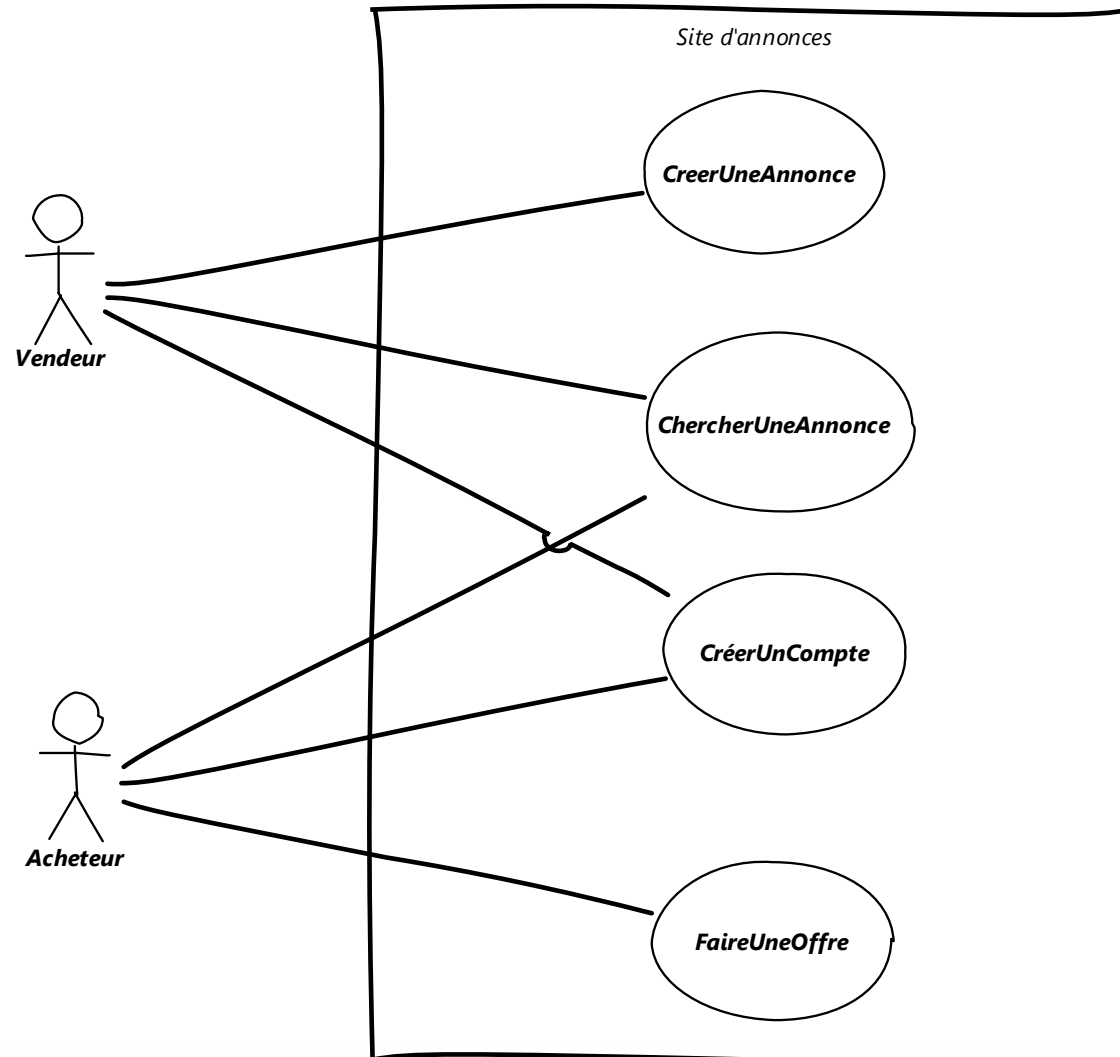 Site d'annonces
CreerUneAnnonce
Vendeur
ChercherUneAnnonce
CréerUnCompte
Acheteur
FaireUneOffre